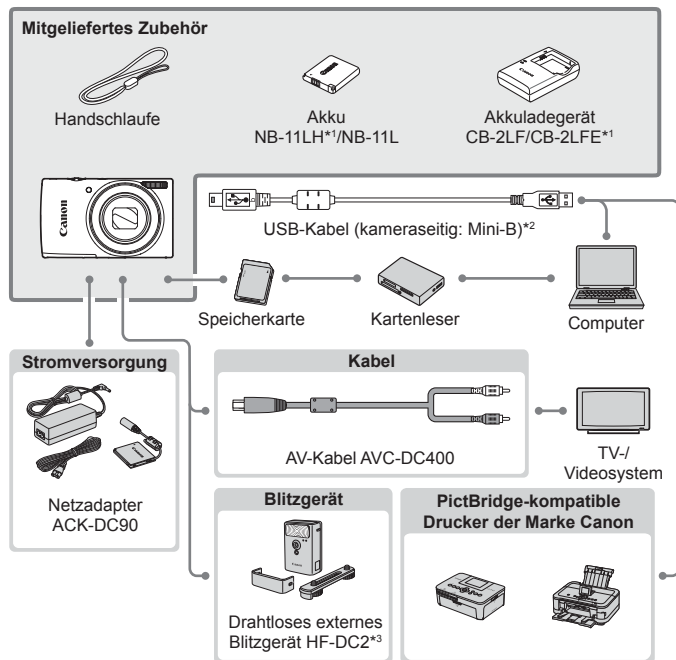 Mitgeliefertes Zubehör
Handschlaufe
Akku
NB-11LH*1/NB-11L
Akkuladegerät
CB-2LF/CB-2LFE*1
Canon
USB-Kabel (kameraseitig: Mini-B)*2
Speicherkarte
Kartenleser
Computer
Stromversorgung
Netzadapter
ACK-DC90
Kabel
AV-Kabel AVC-DC400
TV-/
Videosystem
Blitzgerät
Drahtloses externes
Blitzgerät HF-DC2*3
PictBridge-kompatible
Drucker der Marke Canon